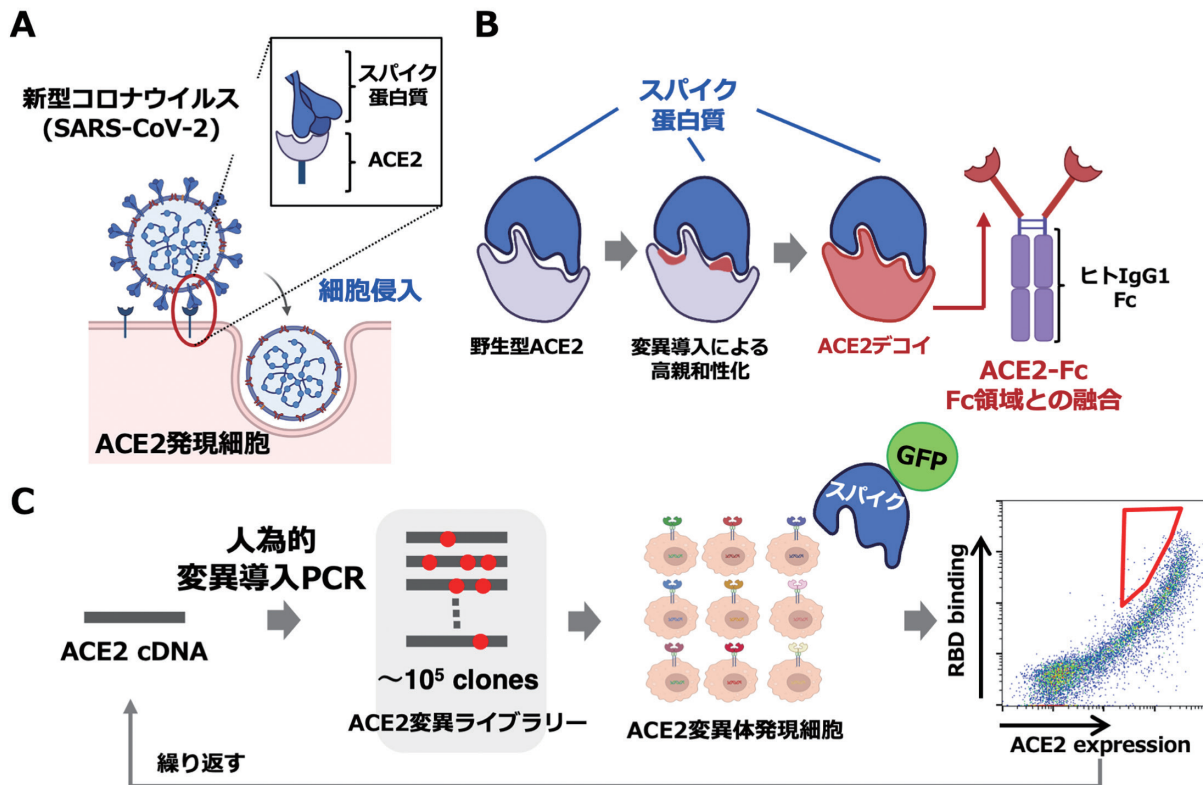 A
新型コロナウイルス
(SARS-CoV-2)
スパイク
蛋白質
ACE2
細胞侵入
ACE2発現細胞
B
スパイク
蛋白質
野生型ACE2
変異導入による
高親和性化
ACE2デコイ
ヒトIgG1
Fc
ACE2-Fc
Fc領域との融合
C
人為的
変異導入PCR
ACE2 cDNA
～10⁵ clones
ACE2変異ライブラリー
スパイク
GFP
ACE2変異体発現細胞
RBD binding
ACE2 expression
繰り返す